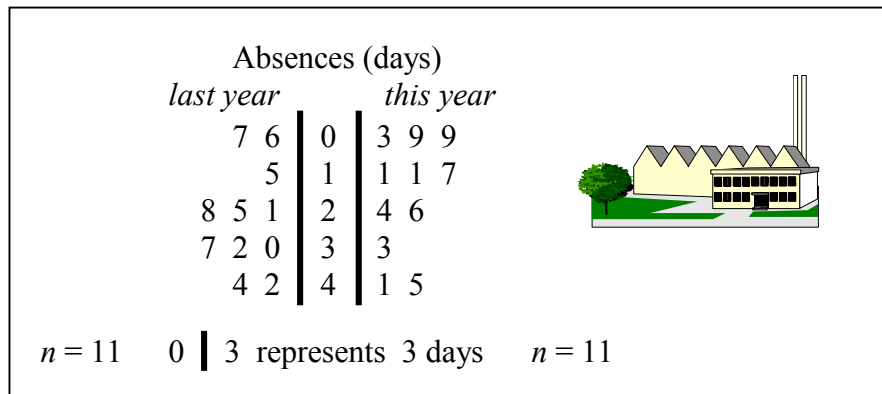 Absences (days)
last year this year
7 6 0 3 9 9
5 1 1 1 7
8 5 1 2 4 6
7 2 0 3 3
4 2 4 1 5
n = 11 0 | 3 represents 3 days n = 11